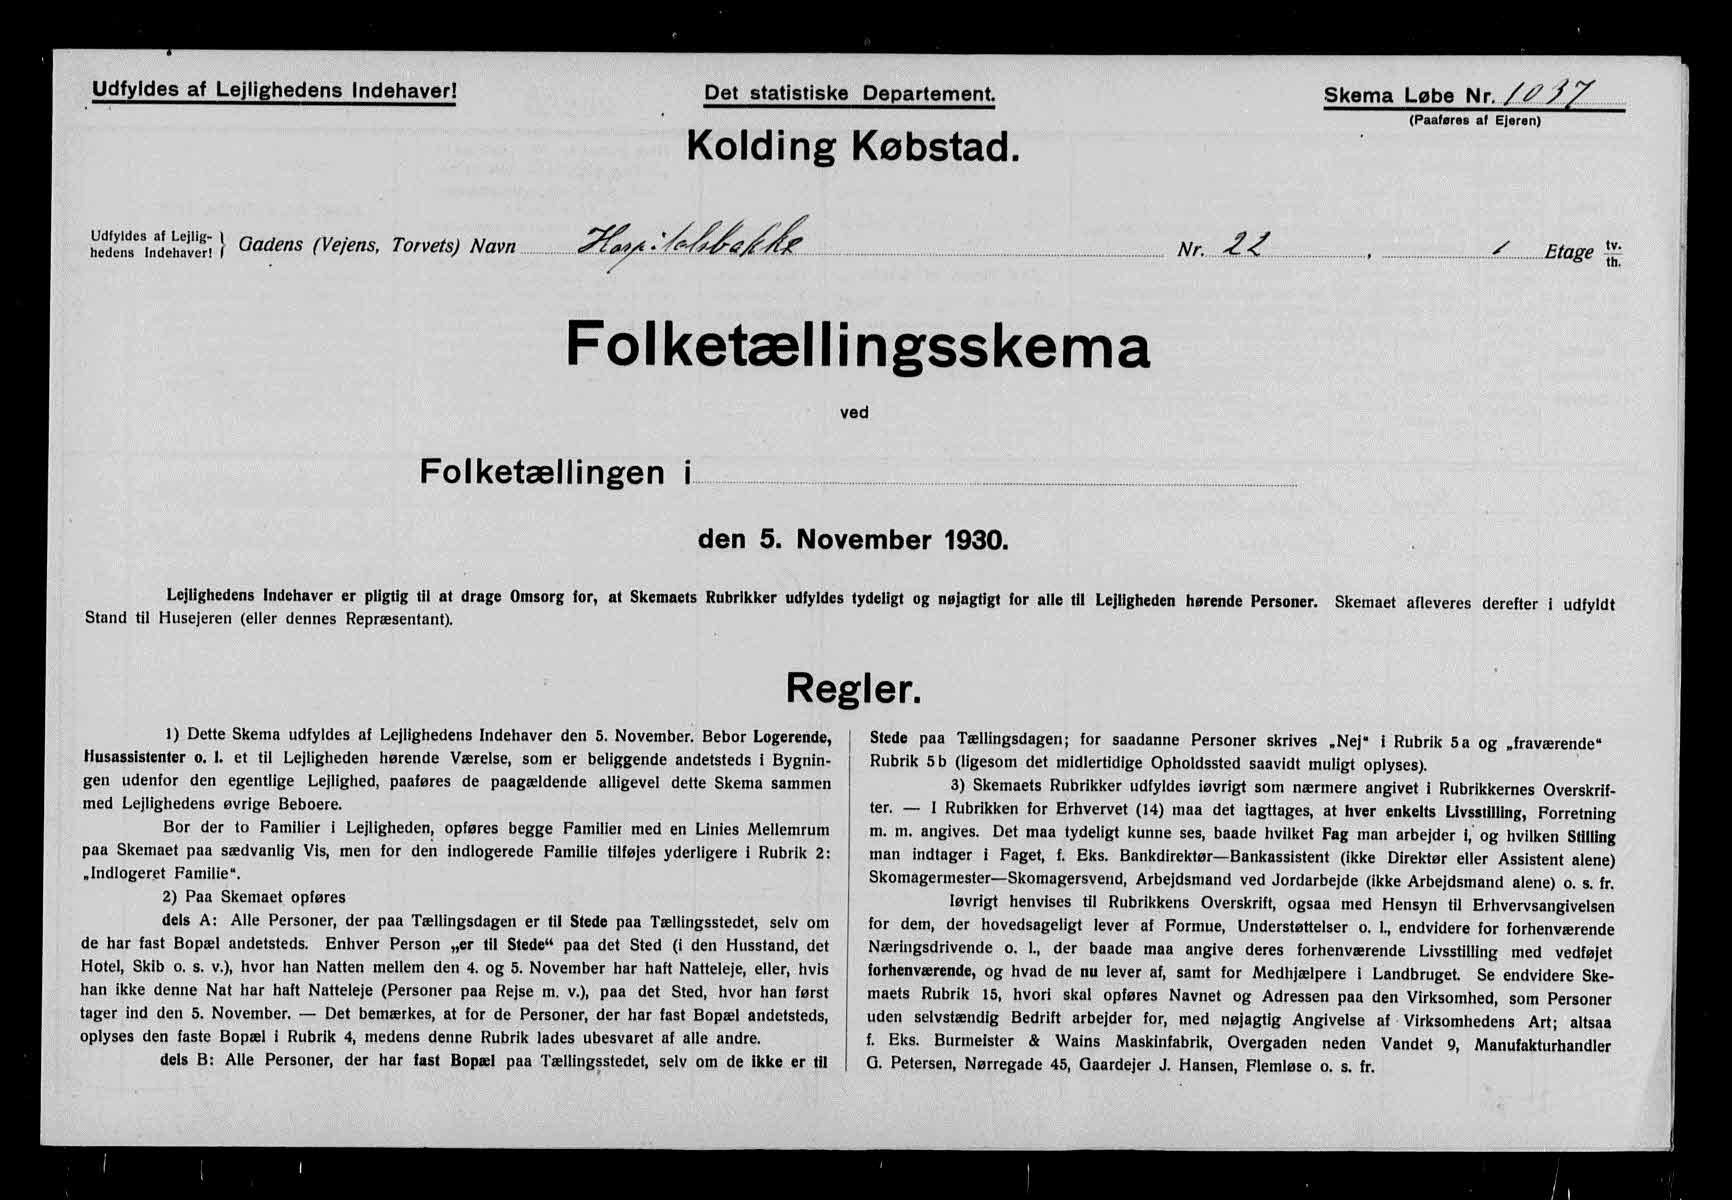 Udfyldes af Lejlighedens Indehaver!
Det statistiske Departement.
Skema Løbe Nr. 1037
(Paaføres af Ejeren)
Kolding Købstad.
Udfyldes af Lejlig-
hedens Indehaver! } Gadens (Vejens, Torvets) Navn Hospitalsbakke Nr. 22, 1 Etage tv.
th.
Folketællingsskema
ved
Folketællingen i
den 5. November 1930.
Lejlighedens Indehaver er pligtig til at drage Omsorg for, at Skemaets Rubrikker udfyldes tydeligt og nøjagtigt for alle til Lejligheden hørende Personer. Skemaet afleveres derefter i udfyldt
Stand til Husejeren (eller dennes Repræsentant).
Regler.
1) Dette Skema udfyldes af Lejlighedens Indehaver den 5. November. Bebor Logerende,
Husassistenter o. l. et til Lejligheden hørende Værelse, som er beliggende andetsteds i Bygnin-
gen udenfor den egentlige Lejlighed, paaføres de paagældende alligevel dette Skema sammen
med Lejlighedens øvrige Beboere.
Bor der to Familier i Lejligheden, opføres begge Familier med en Linies Mellemrum
paa Skemaet paa sædvanlig Vis, men for den indlogerede Familie tilføjes yderligere i Rubrik 2:
„Indlogeret Familie“.
2) Paa Skemaet opføres
dels A: Alle Personer, der paa Tællingsdagen er til Stede paa Tællingsstedet, selv om
de har fast Bopæl andetsteds. Enhver Person „er til Stede“ paa det Sted (i den Husstand, det
Hotel, Skib o. s. v.), hvor han Natten mellem den 4. og 5. November har haft Natteleje, eller, hvis
han ikke denne Nat har haft Natteleje (Personer paa Rejse m. v.), paa det Sted, hvor han først
tager ind den 5. November. — Det bemærkes, at for de Personer, der har fast Bopæl andetsteds,
oplyses den faste Bopæl i Rubrik 4, medens denne Rubrik lades ubesvaret af alle andre.
dels B: Alle Personer, der har fast Bopæl paa Tællingsstedet, selv om de ikke er til
Stede paa Tællingsdagen; for saadanne Personer skrives „Nej“ i Rubrik 5 a og „fraværende“
Rubrik 5 b (ligesom det midlertidige Opholdssted saavidt muligt oplyses).
3) Skemaets Rubrikker udfyldes iøvrigt som nærmere angivet i Rubrikkernes Overskrif-
ter. — I Rubrikken for Erhvervet (14) maa det iagttages, at hver enkelts Livsstilling, Forretning
m. m. angives. Det maa tydeligt kunne ses, baade hvilket Fag man arbejder i, og hvilken Stilling
man indtager i Faget, f. Eks. Bankdirektør—Bankassistent (ikke Direktør eller Assistent alene)
Skomagermester—Skomagersvend, Arbejdsmand ved Jordarbejde (ikke Arbejdsmand alene) o. s. fr.
Iøvrigt henvises til Rubrikkens Overskrift, ogsaa med Hensyn til Erhvervsangivelsen
for dem, der hovedsageligt lever af Formue, Understøttelser o. l., endvidere for forhenværende
Næringsdrivende o. l., der baade maa angive deres forhenværende Livsstilling med vedføjet
forhenværende, og hvad de nu lever af, samt for Medhjælpere i Landbruget. Se endvidere Ske-
maets Rubrik 15, hvori skal opføres Navnet og Adressen paa den Virksomhed, som Personer
uden selvstændig Bedrift arbejder for, med nøjagtig Angivelse af Virksomhedens Art; altsaa
f. Eks. Burmeister & Wains Maskinfabrik, Overgaden neden Vandet 9, Manufakturhandler
G. Petersen, Nørregade 45, Gaardejer J. Hansen, Flemløse o. s. fr.